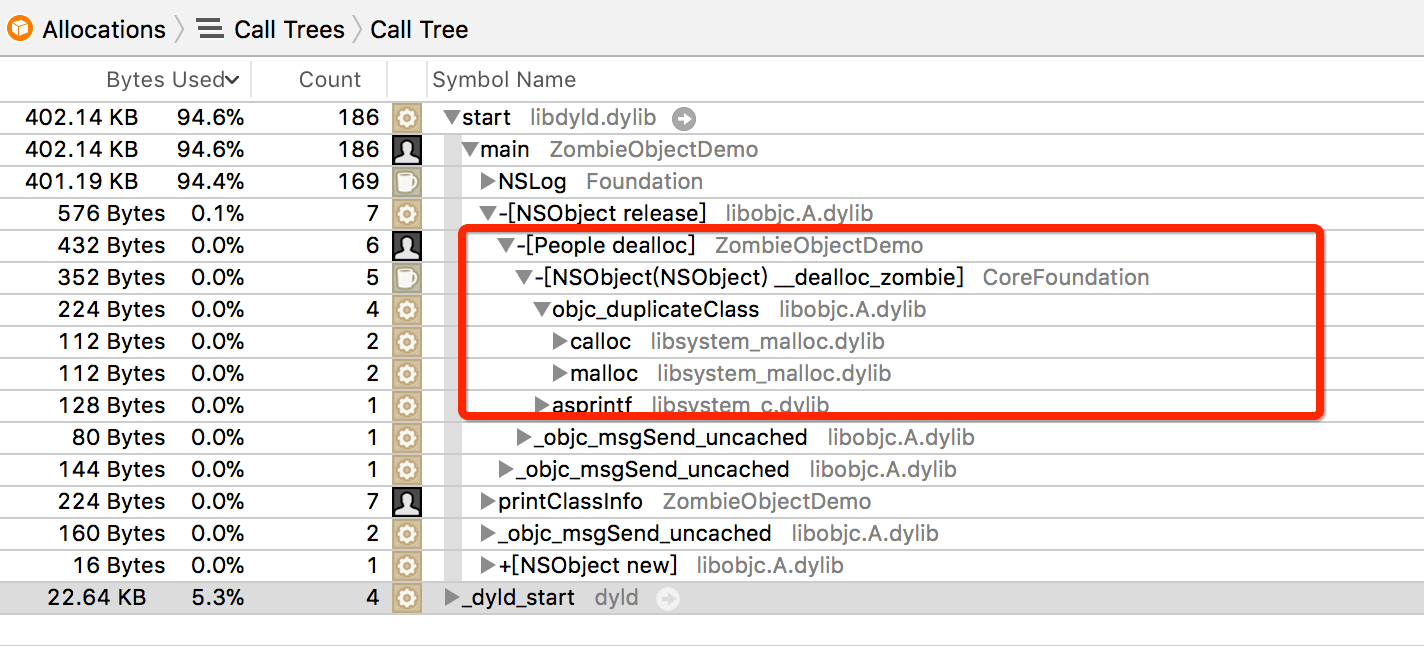 Allocations Call Trees Call Tree
Bytes Used Count Symbol Name
402.14 KB 94.6% 186 start libdyld.dylib
402.14 KB 94.6% 186 main ZombieObjectDemo
401.19 KB 94.4% 169 NSLog Foundation
576 Bytes 0.1% 7 -[NSObject release] libobjc.A.dylib
432 Bytes 0.0% 6 -[People dealloc] ZombieObjectDemo
352 Bytes 0.0% 5 -[NSObject(NSObject) __dealloc_zombie] CoreFoundation
224 Bytes 0.0% 4 objc_duplicateClass libobjc.A.dylib
112 Bytes 0.0% 2 calloc libsystem_malloc.dylib
112 Bytes 0.0% 2 malloc libsystem_malloc.dylib
128 Bytes 0.0% 1 asprintf libsystem_c.dylib
80 Bytes 0.0% 1 _objc_msgSend_uncached libobjc.A.dylib
144 Bytes 0.0% 1 _objc_msgSend_uncached libobjc.A.dylib
224 Bytes 0.0% 7 printClassInfo ZombieObjectDemo
160 Bytes 0.0% 2 _objc_msgSend_uncached libobjc.A.dylib
16 Bytes 0.0% 1 +[NSObject new] libobjc.A.dylib
22.64 KB 5.3% 4 _dyld_start dyld